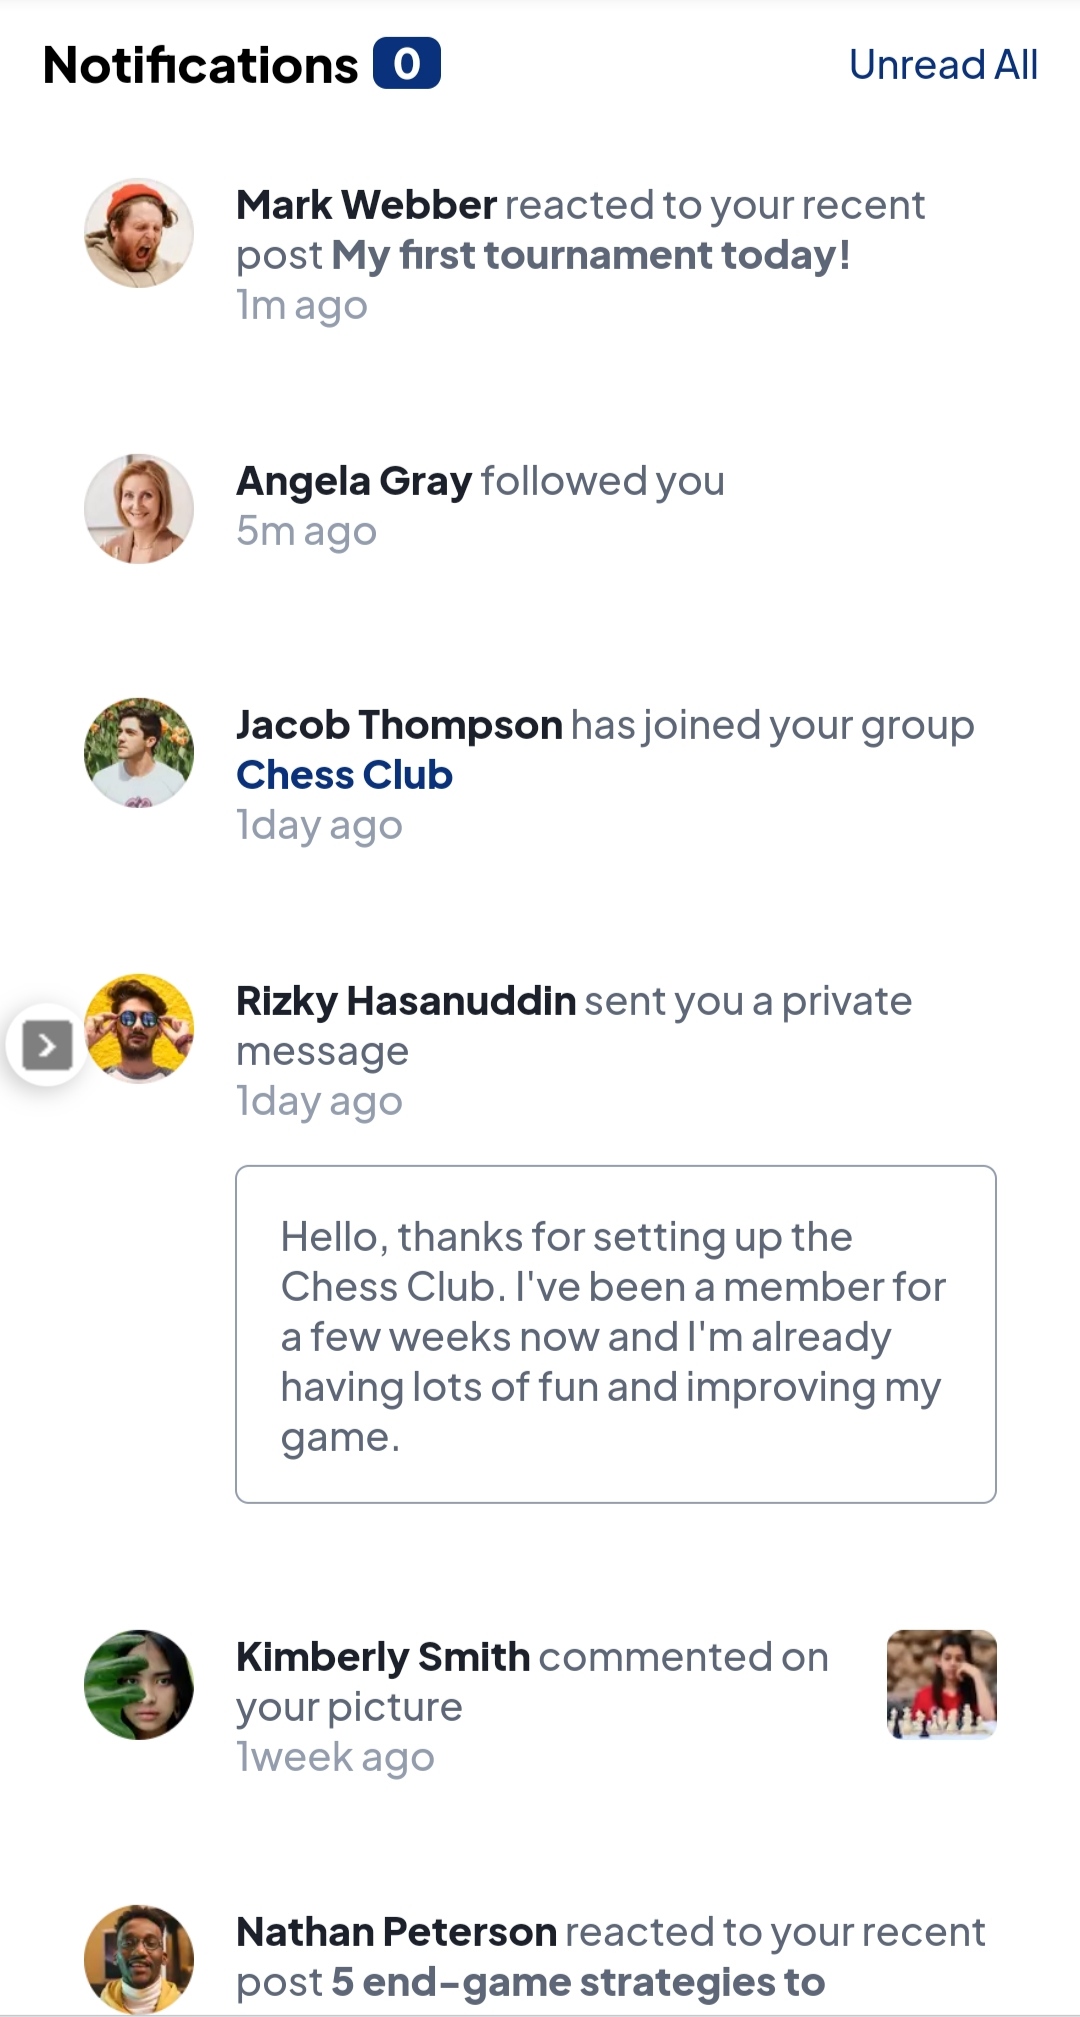 Notifications 0 Unread All
Mark Webber reacted to your recent
post My first tournament today!
1m ago
Angela Gray followed you
5m ago
Jacob Thompson has joined your group
Chess Club
1day ago
Rizky Hasanuddin sent you a private
message
1day ago
Hello, thanks for setting up the
Chess Club. I've been a member for
a few weeks now and I'm already
having lots of fun and improving my
game.
Kimberly Smith commented on
your picture
1week ago
Nathan Peterson reacted to your recent
post 5 end-game strategies to